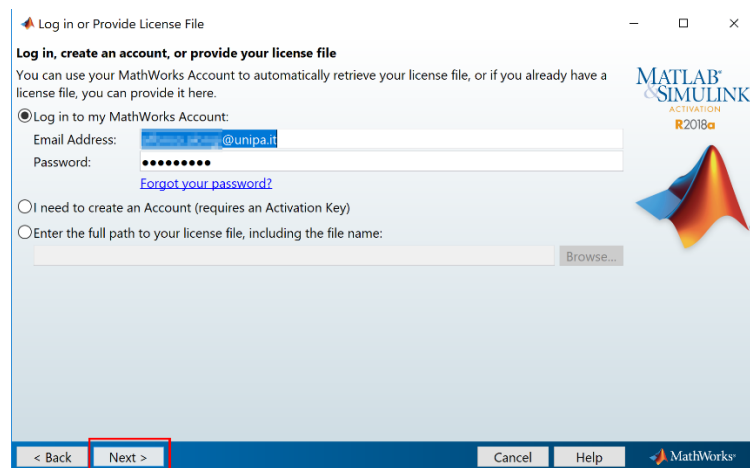 Log in or Provide License File
Log in, create an account, or provide your license file
You can use your MathWorks Account to automatically retrieve your license file, or if you already have a
license file, you can provide it here.
MATLAB®
&SIMULINK
ACTIVATION
R2018a
Log in to my MathWorks Account:
Email Address: @unipa.it
Password: •••••••••
Forgot your password?
I need to create an Account (requires an Activation Key)
Enter the full path to your license file, including the file name:
Browse...
< Back Next > Cancel Help MathWorks®